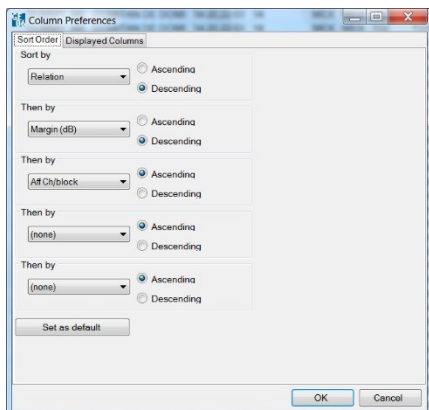 Column Preferences
Sort Order Displayed Columns
Sort by
Relation
Ascending
Descending
Then by
Margin (dB)
Ascending
Descending
Then by
Aff Ch/block
Ascending
Descending
Then by
(none)
Ascending
Descending
Then by
(none)
Ascending
Descending
Set as default
OK Cancel